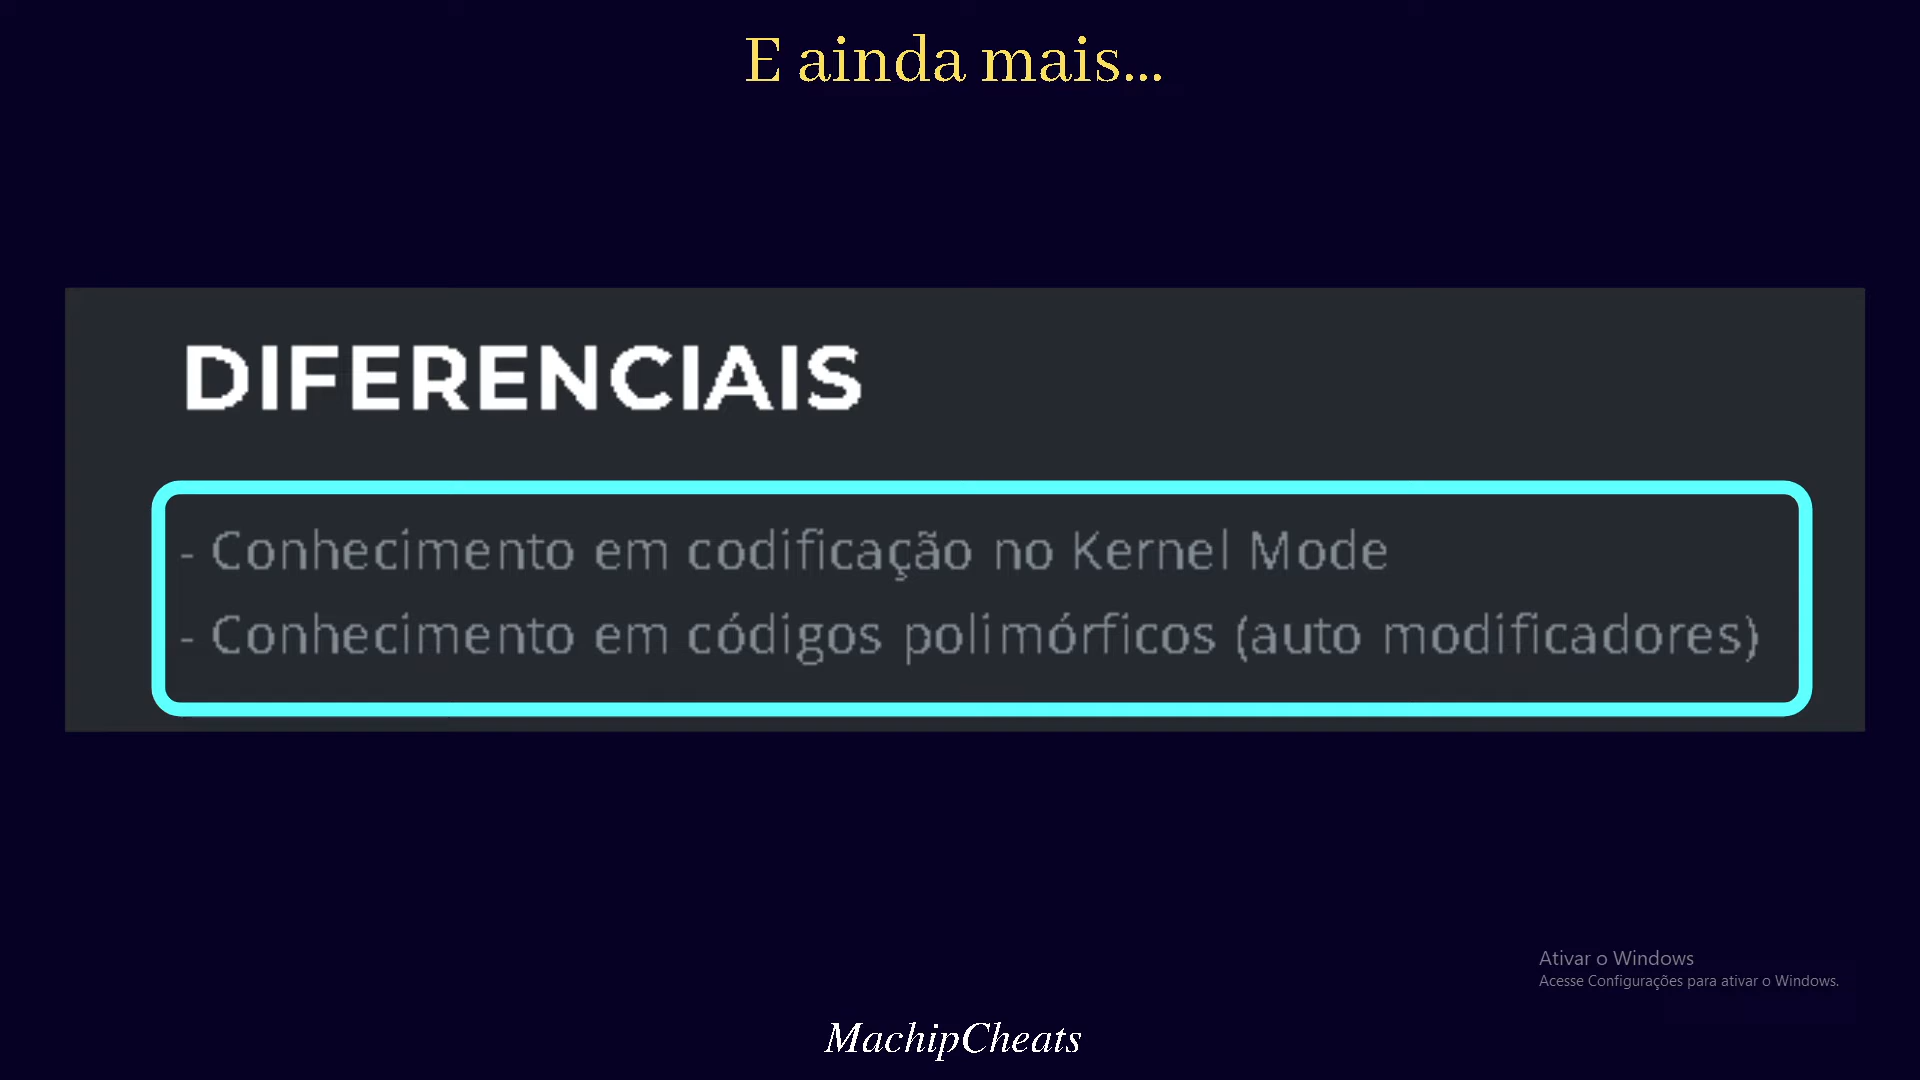 E ainda mais...
DIFERENCIAIS
- Conhecimento em codificação no Kernel Mode
- Conhecimento em códigos polimórficos (auto modificadores)
Ativar o Windows
Acesse Configurações para ativar o Windows.
MachipCheats